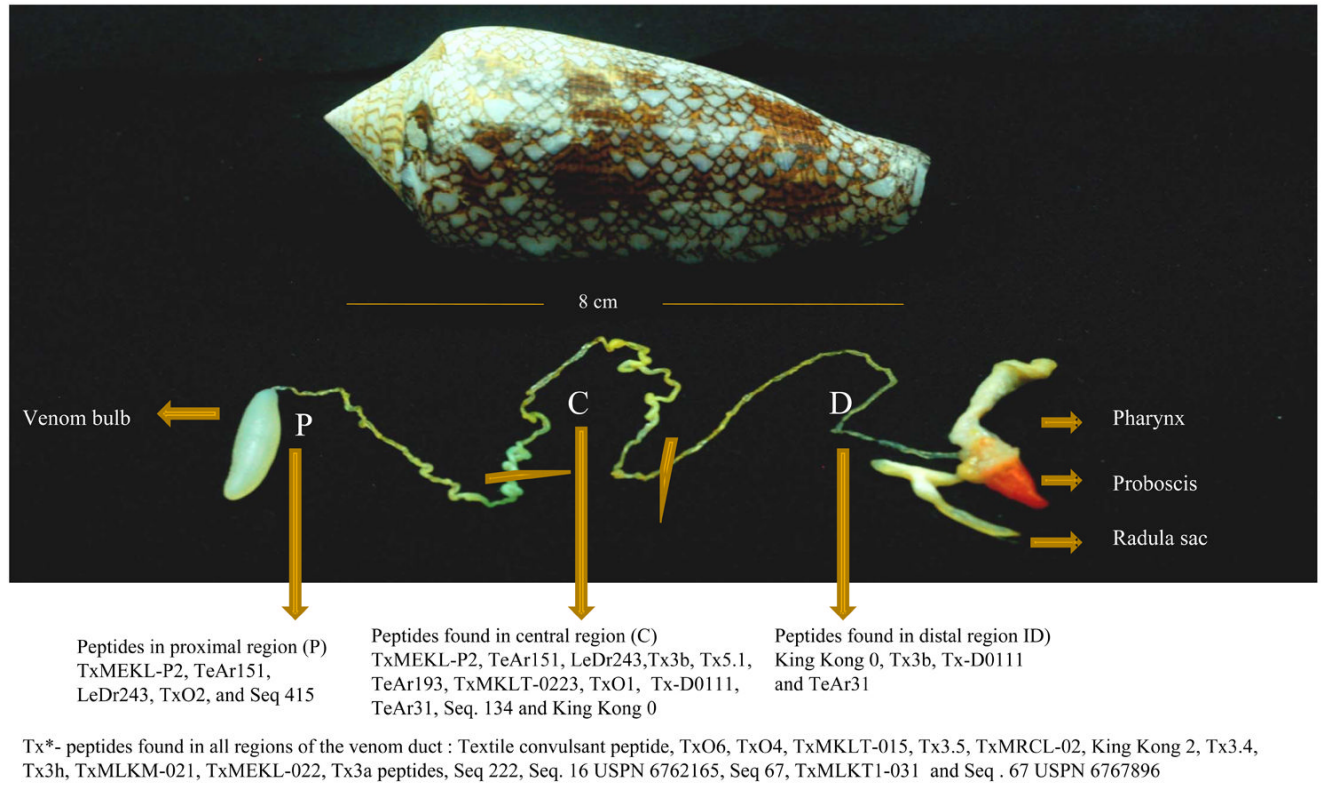 8 cm
Venom bulb
P
C
D
Pharynx
Proboscis
Radula sac
Peptides in proximal region (P)
TxMEKL-P2, TeAr151,
LeDr243, TxO2, and Seq 415
Peptides found in central region (C)
TxMEKL-P2, TeAr151, LeDr243,Tx3b, Tx5.1,
TeAr193, TxMKLT-0223, TxO1, Tx-D0111,
TeAr31, Seq. 134 and King Kong 0
Peptides found in distal region ID)
King Kong 0, Tx3b, Tx-D0111
and TeAr31
Tx*- peptides found in all regions of the venom duct : Textile convulsant peptide, TxO6, TxO4, TxMKLT-015, Tx3.5, TxMRCL-02, King Kong 2, Tx3.4,
Tx3h, TxMLKM-021, TxMEKL-022, Tx3a peptides, Seq 222, Seq. 16 USPN 6762165, Seq 67, TxMLKT1-031 and Seq . 67 USPN 6767896